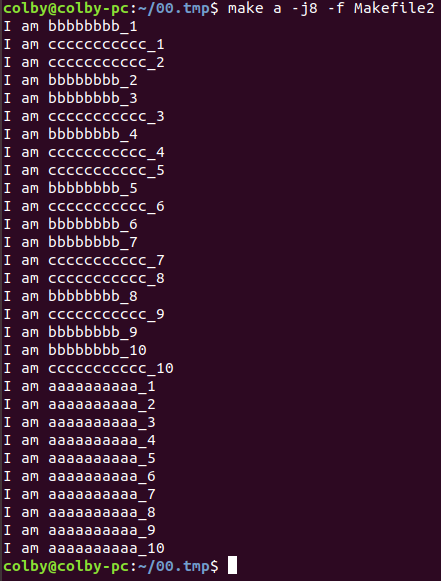 colby@colby-pc:~/00.tmp$ make a -j8 -f Makefile2
I am bbbbbbbb_1
I am ccccccccccc_1
I am ccccccccccc_2
I am bbbbbbbb_2
I am bbbbbbbb_3
I am ccccccccccc_3
I am bbbbbbbb_4
I am ccccccccccc_4
I am ccccccccccc_5
I am bbbbbbbb_5
I am ccccccccccc_6
I am bbbbbbbb_6
I am bbbbbbbb_7
I am ccccccccccc_7
I am ccccccccccc_8
I am bbbbbbbb_8
I am ccccccccccc_9
I am bbbbbbbb_9
I am bbbbbbbb_10
I am ccccccccccc_10
I am aaaaaaaaaa_1
I am aaaaaaaaaa_2
I am aaaaaaaaaa_3
I am aaaaaaaaaa_4
I am aaaaaaaaaa_5
I am aaaaaaaaaa_6
I am aaaaaaaaaa_7
I am aaaaaaaaaa_8
I am aaaaaaaaaa_9
I am aaaaaaaaaa_10
colby@colby-pc:~/00.tmp$